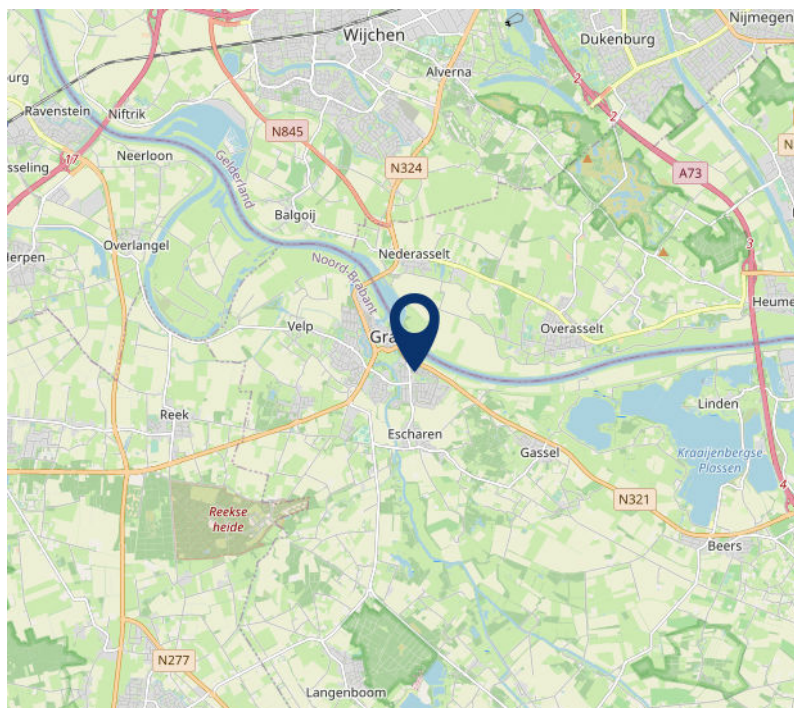 Wijchen
Nijmegen
Dukenburg
Alverna
2
burg
Ravenstein
Niftrik
2
N845
Neerloon
17
sseling
N324
Gelderland
A73
Balgoij
3
Overlangel
Herpen
Nederasselt
Noord-Brabant
Heume
Velp
Overasselt
Gra
Linden
Reek
Escharen
Gassel
Kraaijenbergse
Plassen
4
N321
Reekse
heide
Beers
N277
Langenboom